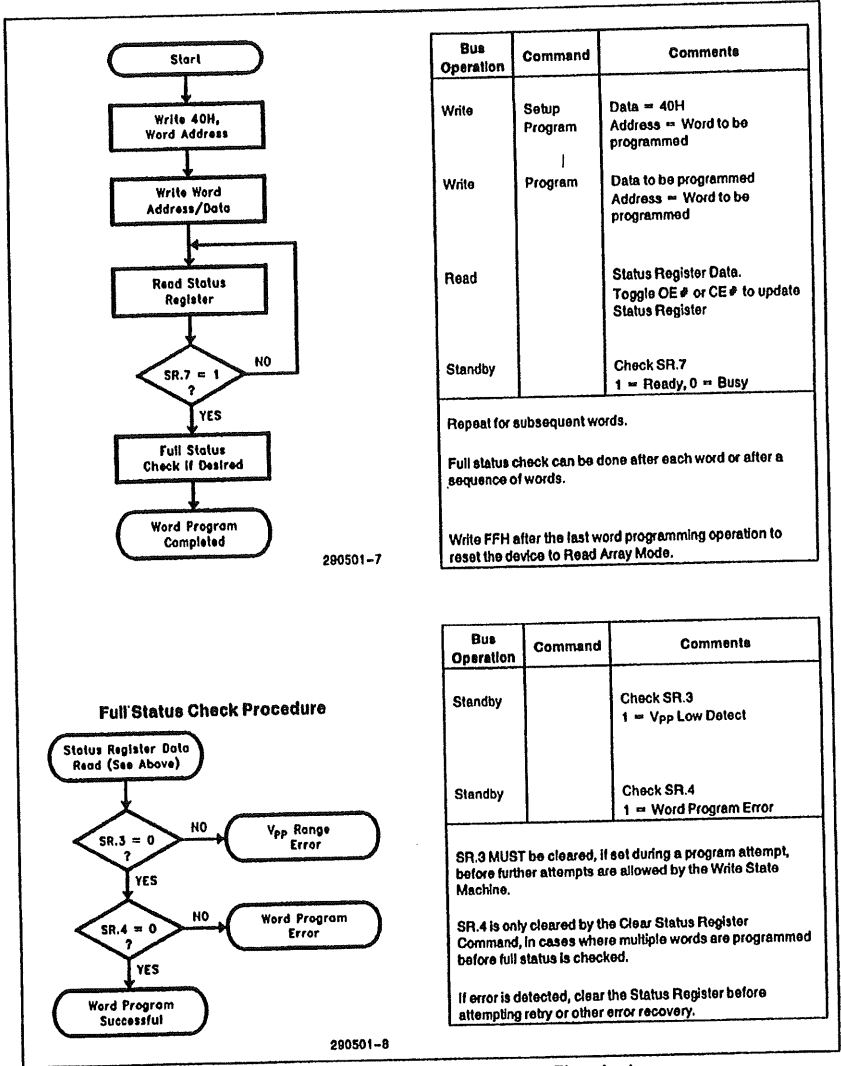 Start
Write 40H,
Word Address
Write Word
Address/Data
Read Status
Register
SR.7 = 1
?
NO
YES
Full Status
Check if Desired
Word Program
Completed
290501-7
Bus
Operation
Command
Comments
Write
Setup
Program
Data = 40H
Address = Word to be
programmed
Write
Program
Data to be programmed
Address = Word to be
programmed
Read
Status Register Data.
Toggle OE# or CE# to update
Status Register
Standby
Check SR.7
1 = Ready, 0 = Busy
Repeat for subsequent words.
Full status check can be done after each word or after a
sequence of words.
Write FFH after the last word programming operation to
reset the device to Read Array Mode.
Full Status Check Procedure
Status Register Data
Read (See Above)
SR.3 = 0
?
NO
VPP Range
Error
YES
SR.4 = 0
?
NO
Word Program
Error
YES
Word Program
Successful
290501-8
Bus
Operation
Command
Comments
Standby
Check SR.3
1 = VPP Low Detect
Standby
Check SR.4
1 = Word Program Error
SR.3 MUST be cleared, if set during a program attempt,
before further attempts are allowed by the Write State
Machine.
SR.4 is only cleared by the Clear Status Register
Command, in cases where multiple words are programmed
before full status is checked.
If error is detected, clear the Status Register before
attempting retry or other error recovery.